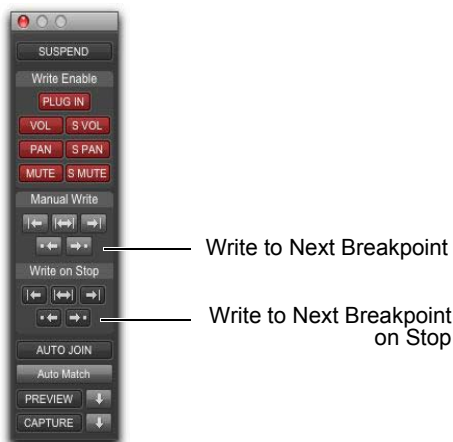 SUSPEND
Write Enable
PLUG IN
VOL S VOL
PAN S PAN
MUTE S MUTE
Manual Write
Write to Next Breakpoint
Write on Stop
Write to Next Breakpoint
on Stop
AUTO JOIN
Auto Match
PREVIEW
CAPTURE